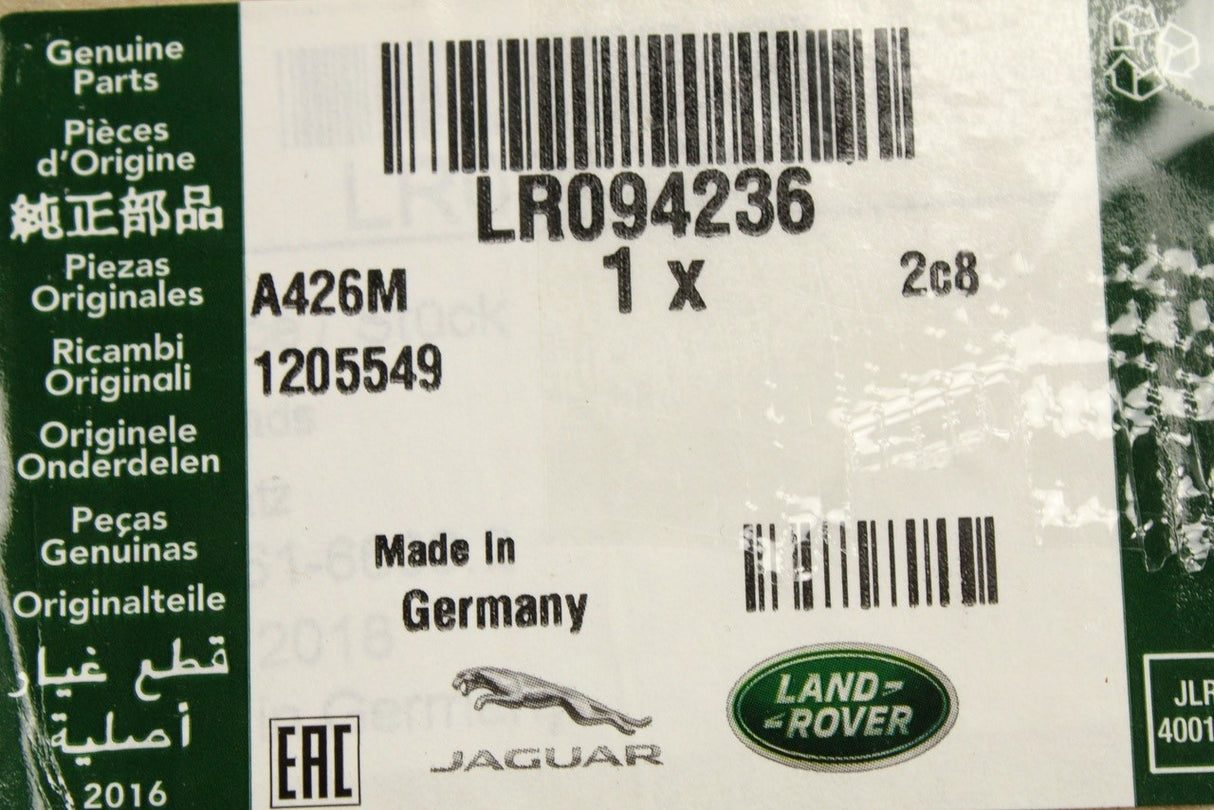 Genuine
Parts
Pièces
d'Origine
純正部品
Piezas
Originales
Ricambi
Originali
Originele
Onderdelen
Peças
Genuinas
Originalteile
قطع غيار
أصلية
2016
LR094236
1 x
2c8
A426M
1205549
Made In
Germany
EAC
JAGUAR
LAND-
-ROVER
JLR
4001